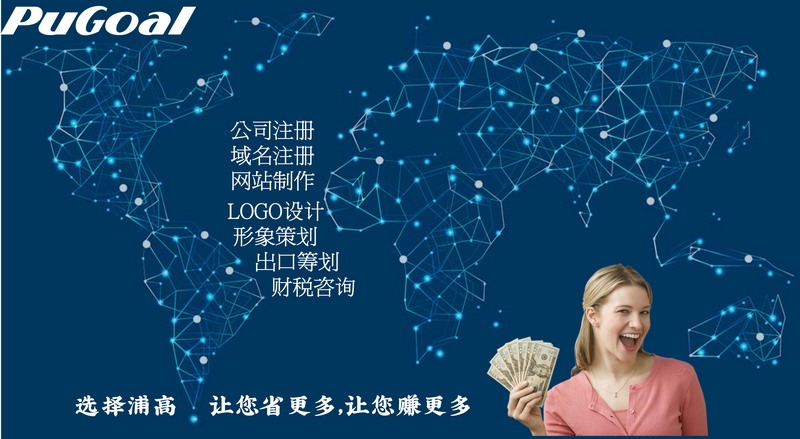 PuGoal
公司注册
域名注册
网站制作
LOGO设计
形象策划
出口筹划
财税咨询
选择浦高 让您省更多,让您赚更多